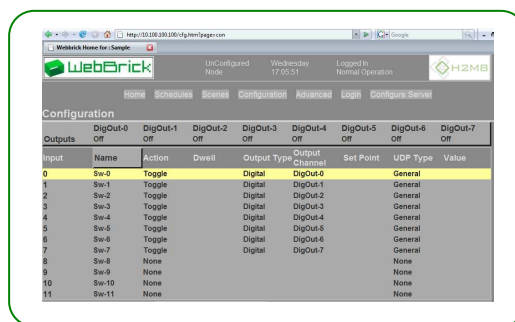 http://10.100.100.100/cfg.htm?page=con
Google
Webbrick Home for : Sample
WebBrick
UnConfigured Node
Wednesday 17:05:51
Logged In Normal Operation
H2MB
Home Schedules Scenes Configuration Advanced Login Configure Server
Configuration
Outputs DigOut-0 Off DigOut-1 Off DigOut-2 Off DigOut-3 Off DigOut-4 Off DigOut-5 Off DigOut-6 Off DigOut-7 Off
Input Name Action Dwell Output Type Output Channel Set Point UDP Type Value
0 Sw-0 Toggle Digital DigOut-0 General
1 Sw-1 Toggle Digital DigOut-1 General
2 Sw-2 Toggle Digital DigOut-2 General
3 Sw-3 Toggle Digital DigOut-3 General
4 Sw-4 Toggle Digital DigOut-4 General
5 Sw-5 Toggle Digital DigOut-5 General
6 Sw-6 Toggle Digital DigOut-6 General
7 Sw-7 Toggle Digital DigOut-7 General
8 Sw-8 None None
9 Sw-9 None None
10 Sw-10 None None
11 Sw-11 None None